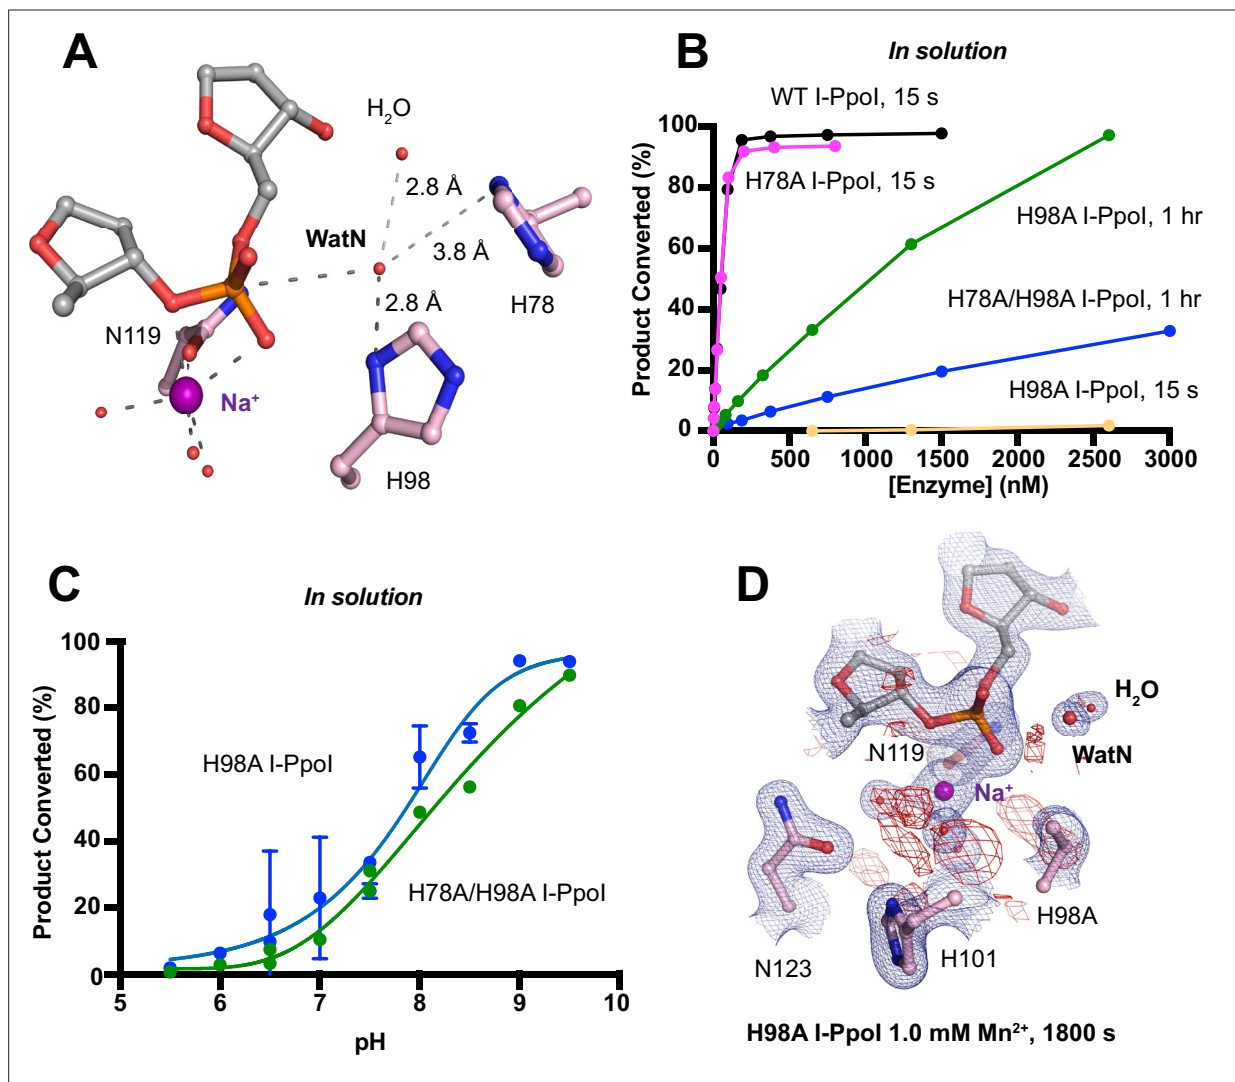 A
H₂O
2.8 Å
WatN
3.8 Å
H78
2.8 Å
N119
Na⁺
H98
B
In solution
WT I-PpoI, 15 s
H78A I-PpoI, 15 s
H98A I-PpoI, 1 hr
H78A/H98A I-PpoI, 1 hr
H98A I-PpoI, 15 s
Product Converted (%)
100
80
60
40
20
0
0 500 1000 1500 2000 2500 3000
[Enzyme] (nM)
C
In solution
H98A I-PpoI
H78A/H98A I-PpoI
Product Converted (%)
100
80
60
40
20
0
5 6 7 8 9 10
pH
D
H₂O
WatN
N119
Na⁺
H98A
N123
H101
H98A I-PpoI 1.0 mM Mn²⁺, 1800 s